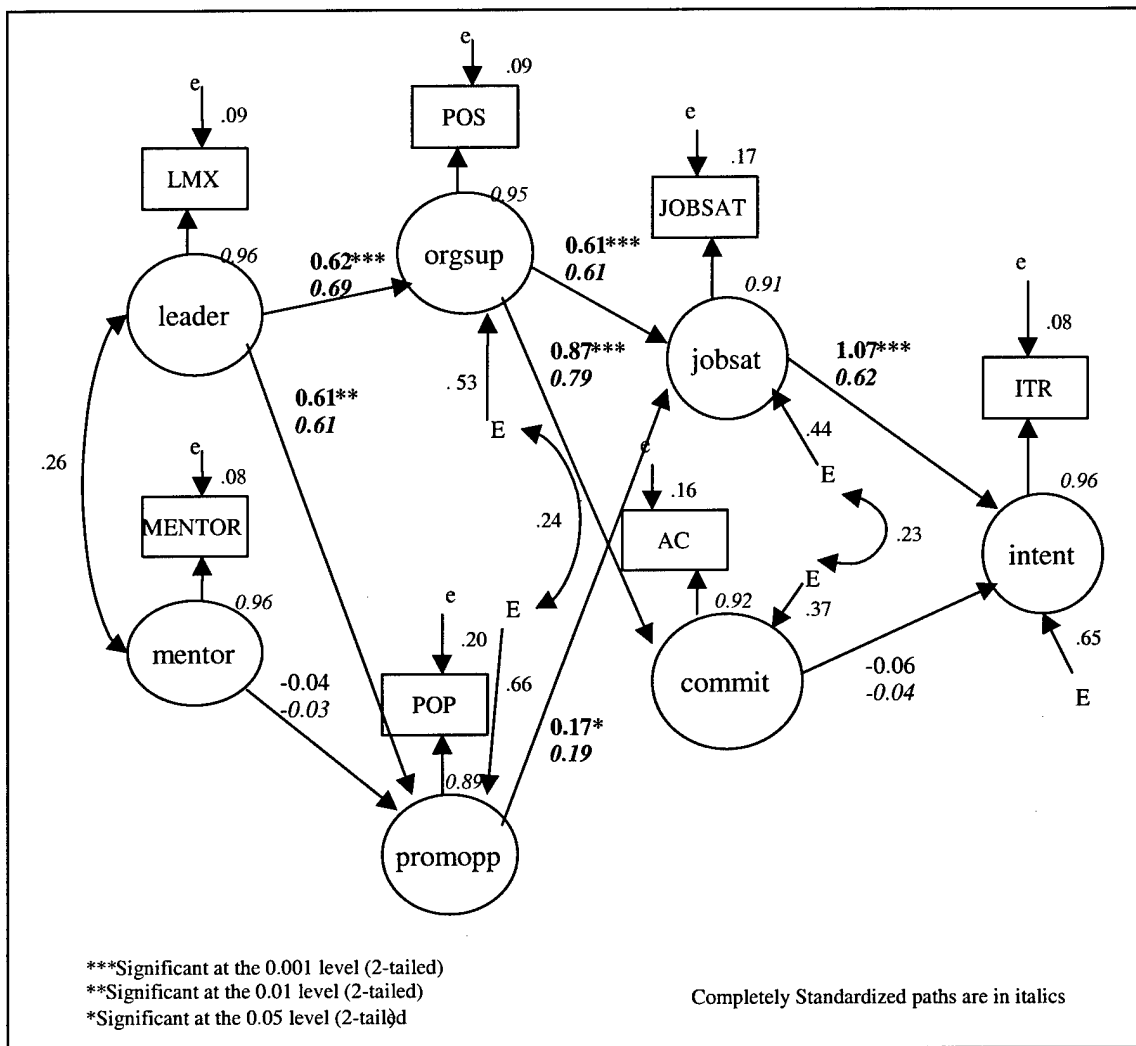 e
.09
POS
0.95
e
.09
LMX
0.96
e
.17
JOBSAT
0.91
e
.08
ITR
0.96
leader
0.62***
0.69
orgsup
0.61***
0.61
jobsat
1.07***
0.62
0.87***
0.79
.53
E
0.61**
0.61
.44
E
.26
e
.08
MENTOR
0.96
.24
e
.16
AC
0.92
.23
E
.37
intent
mentor
-0.04
-0.03
e
.20
POP
0.89
E
.66
0.17*
0.19
commit
-0.06
-0.04
.65
E
promopp
***Significant at the 0.001 level (2-tailed)
**Significant at the 0.01 level (2-tailed)
*Significant at the 0.05 level (2-tailed)
Completely Standardized paths are in italics